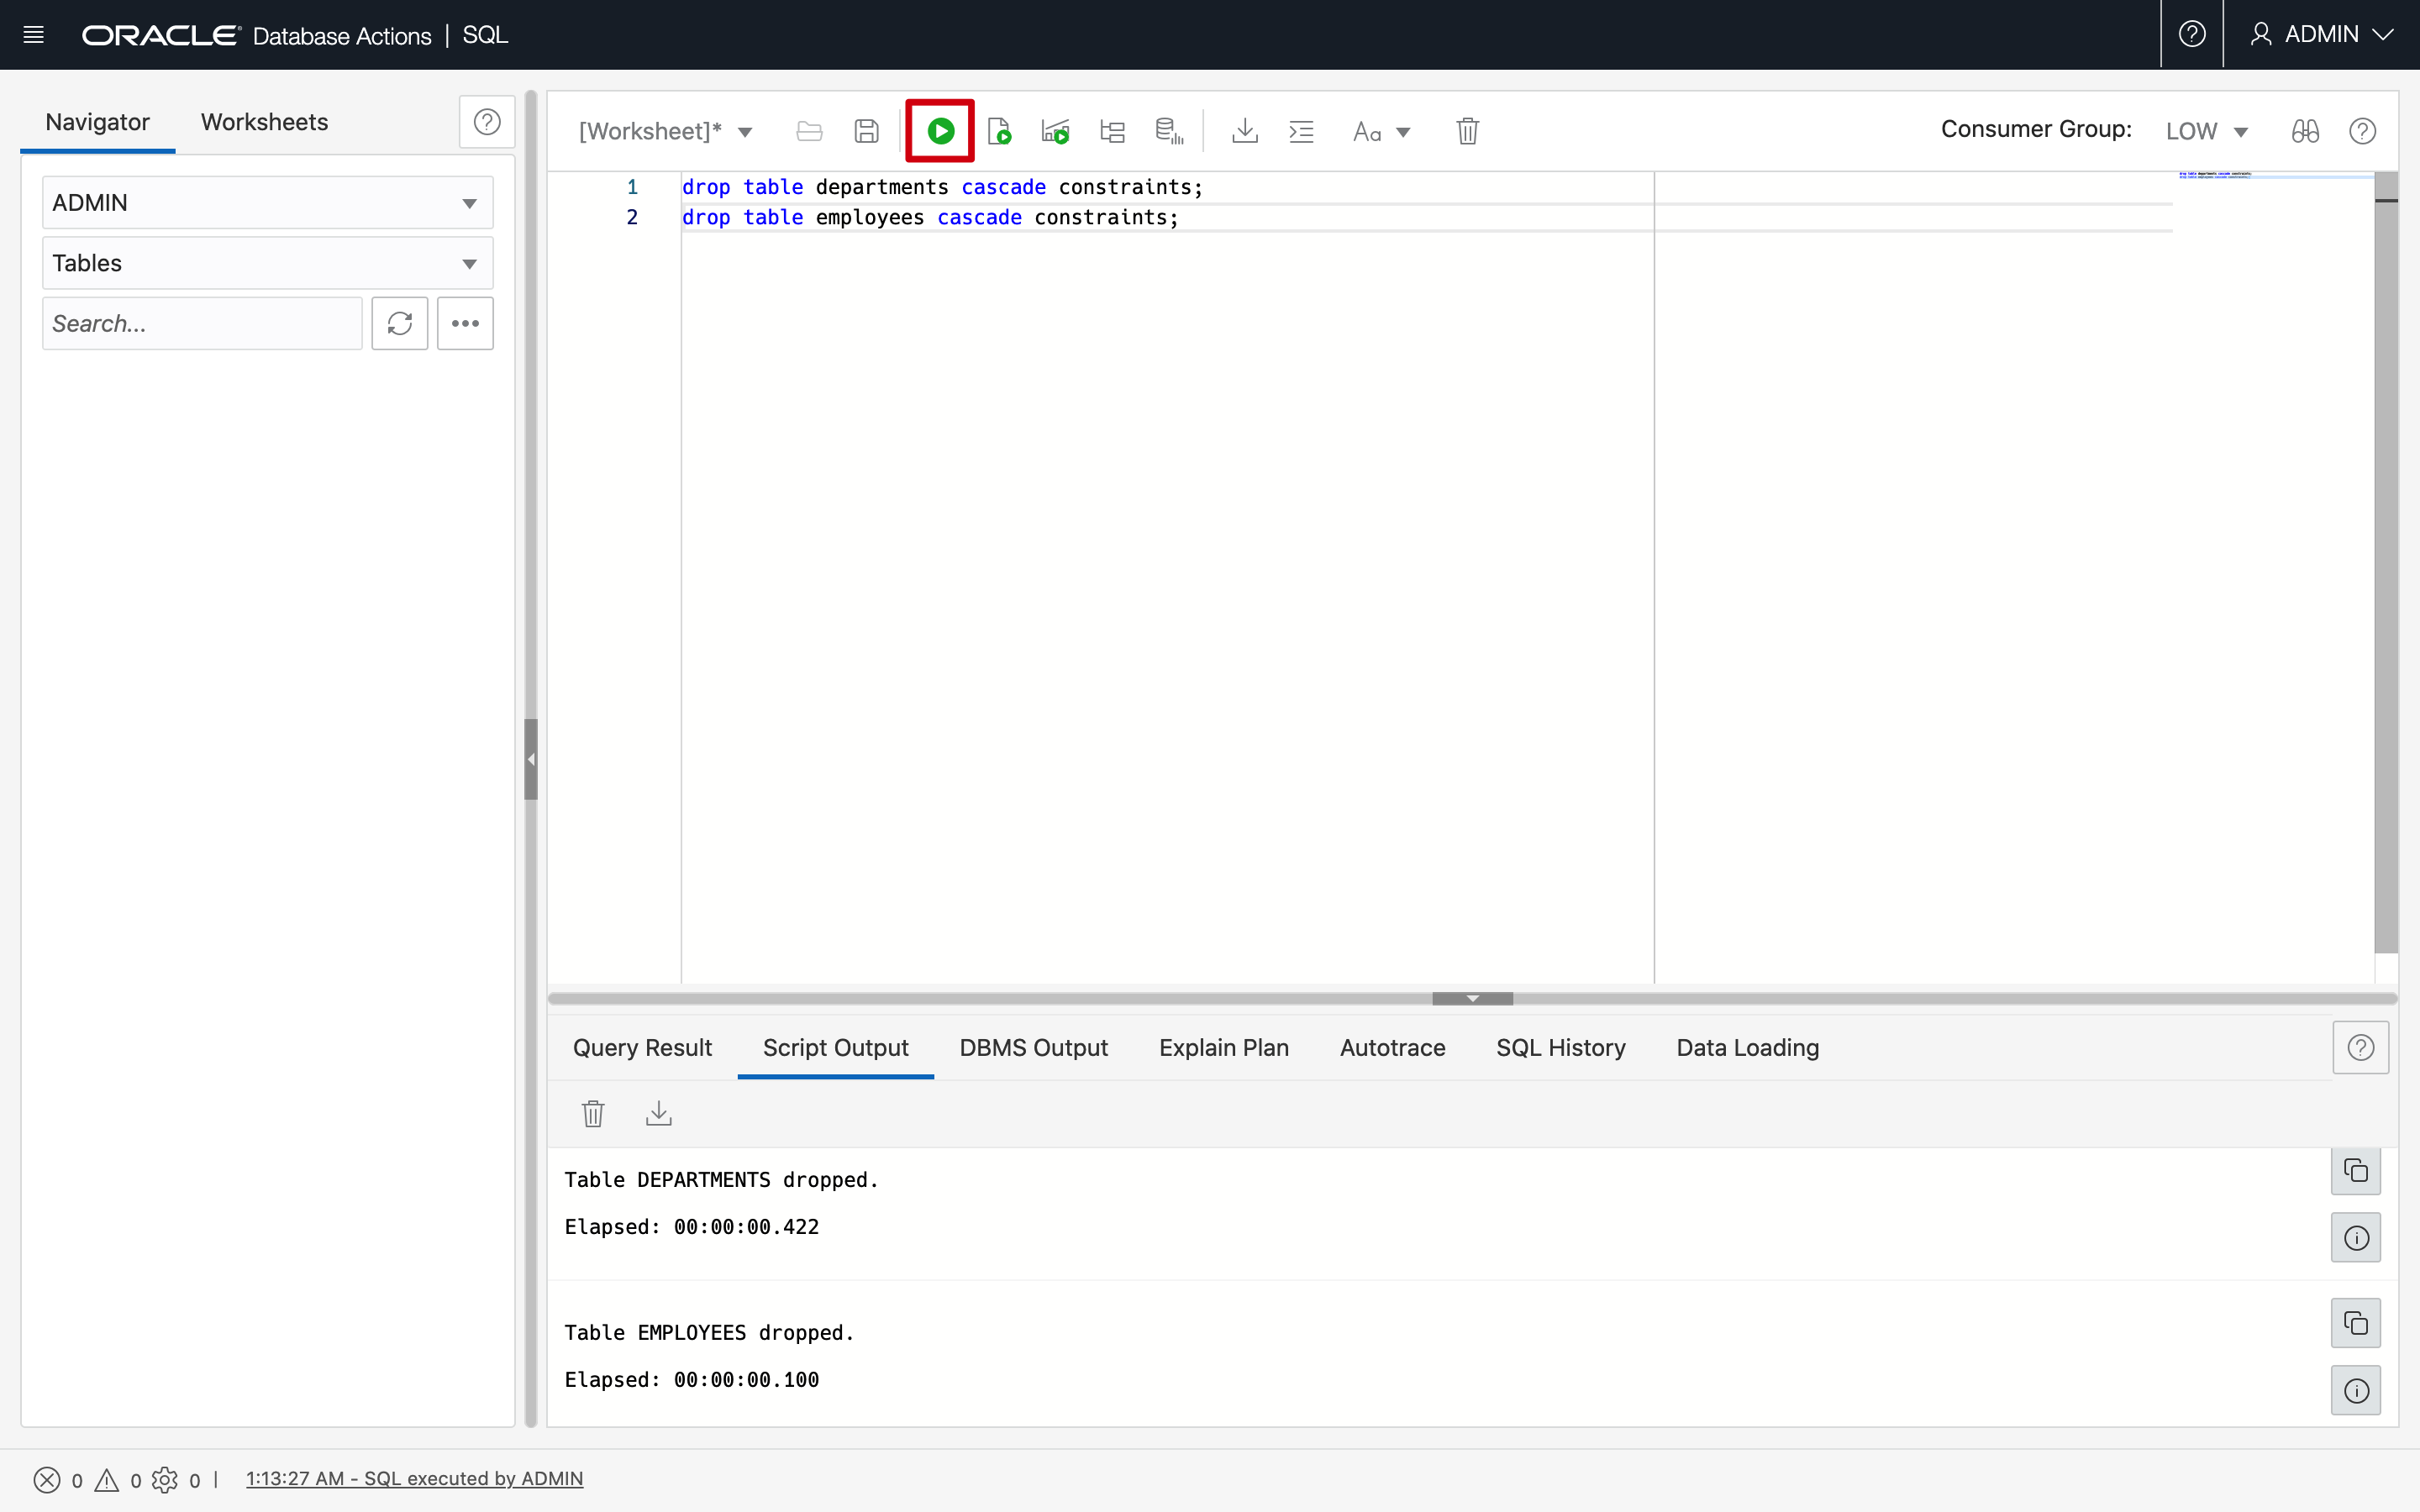 ORACLE Database Actions | SQL
ADMIN
Navigator
Worksheets
ADMIN
Tables
Search...
[Worksheet]*
Aa
Consumer Group: LOW
1 drop table departments cascade constraints;
2 drop table employees cascade constraints;
Query Result
Script Output
DBMS Output
Explain Plan
Autotrace
SQL History
Data Loading
Table DEPARTMENTS dropped.
Elapsed: 00:00:00.422
Table EMPLOYEES dropped.
Elapsed: 00:00:00.100
0 0 0 | 1:13:27 AM - SQL executed by ADMIN